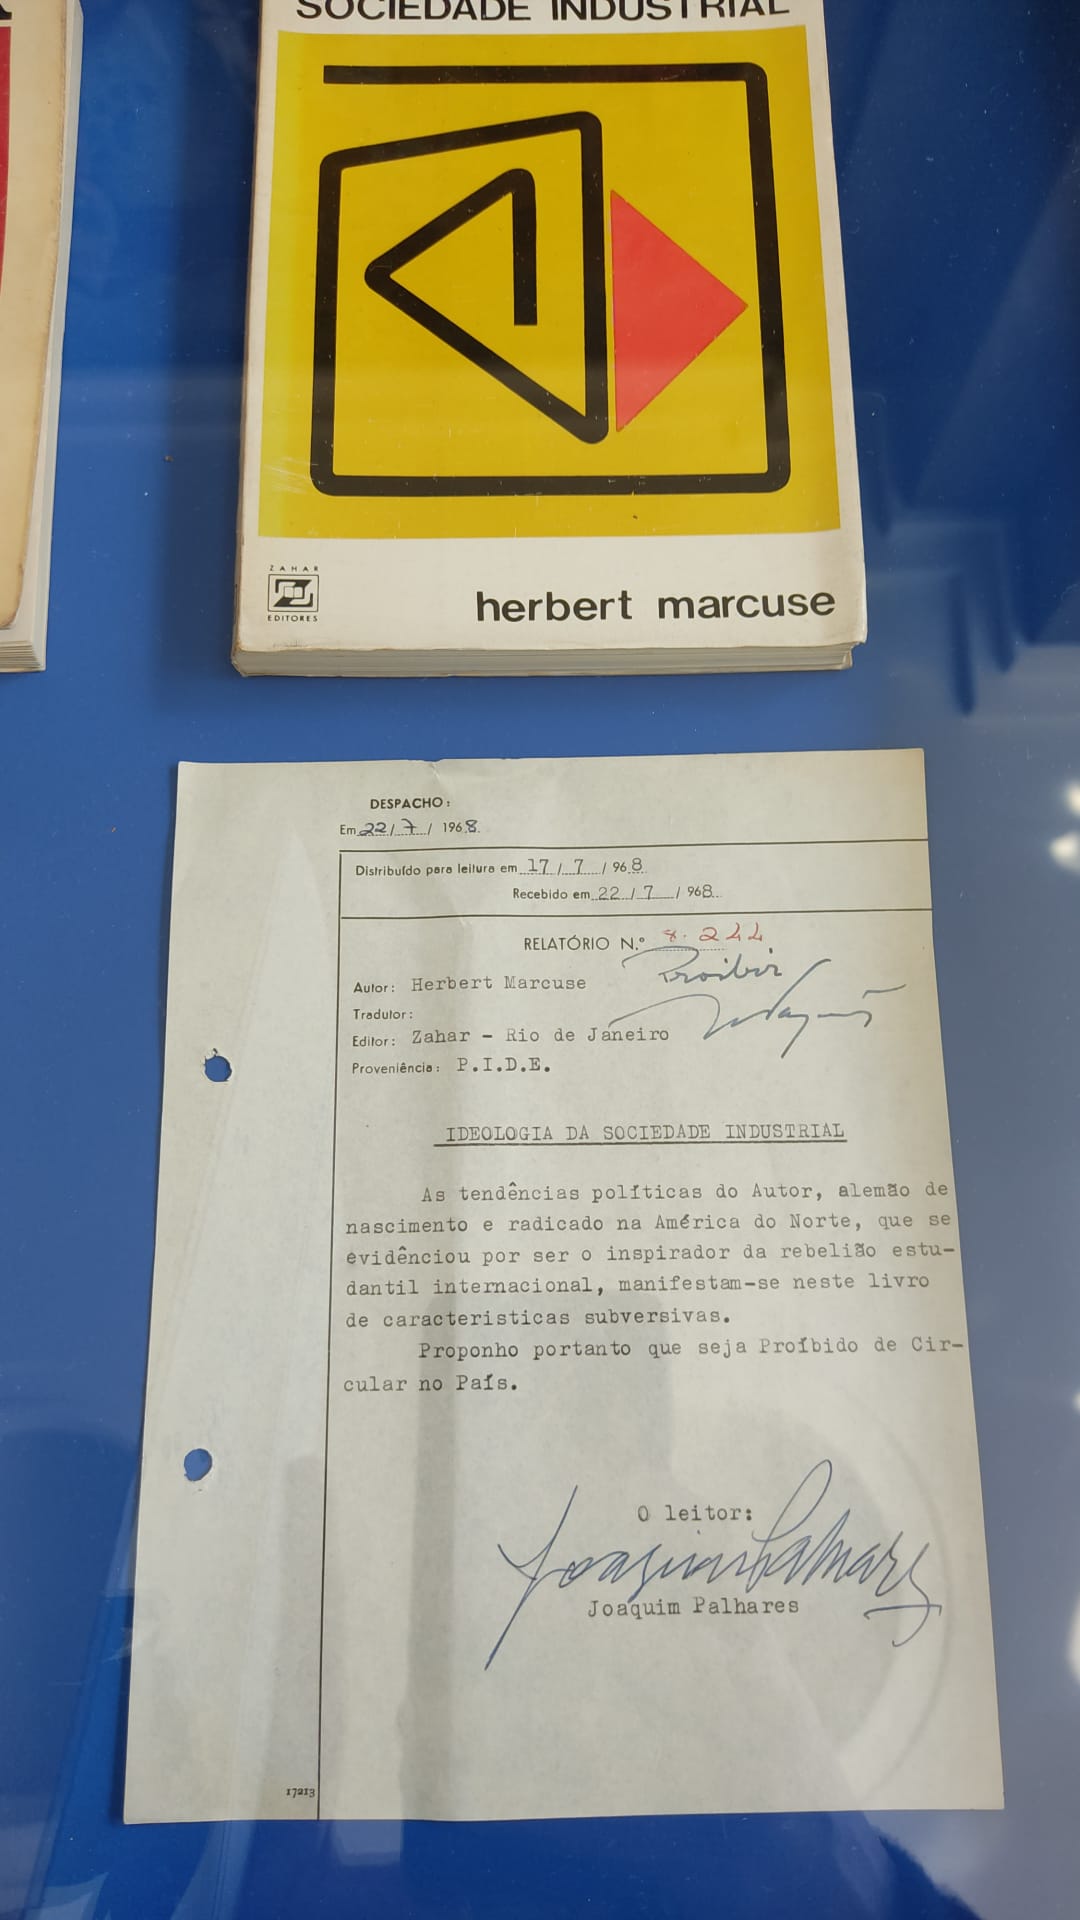 SOCIEDADE INDUSTRIAL
ZAHAR
EDITORES
herbert marcuse
DESPACHO:
Em 22/7/1968.
Distribuído para leitura em 17/7/968
Recebido em 22/7/968..
RELATÓRIO N.º 8.244
Proibir
Autor: Herbert Marcuse
Tradutor:
Editor: Zahar - Rio de Janeiro
Proveniência: P.I.D.E.
IDEOLOGIA DA SOCIEDADE INDUSTRIAL
As tendências políticas do Autor, alemão de
nascimento e radicado na América do Norte, que se
evidênciou por ser o inspirador da rebelião estu-
dantil internacional, manifestam-se neste livro
de caracteristicas subversivas.
Proponho portanto que seja Proíbido de Cir-
cular no País.
O leitor:
Joaquim Palhares
Joaquim Palhares
17213